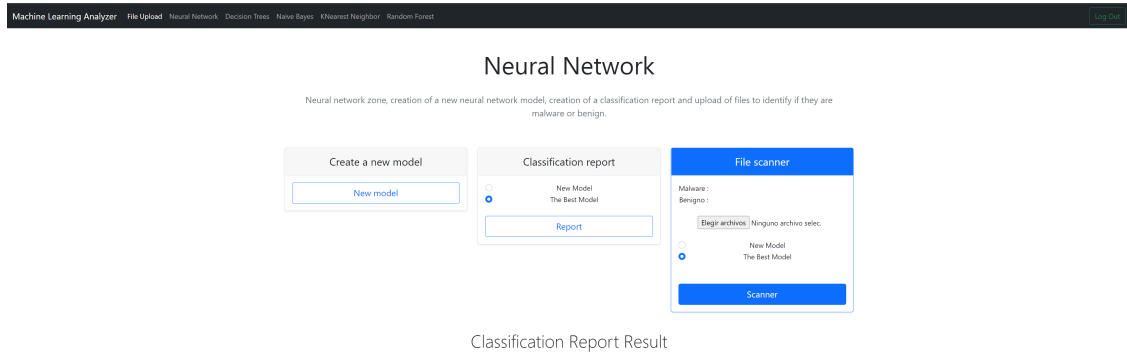 Machine Learning Analyzer File Upload Neural Network Decision Trees Naive Bayes KNearest Neighbor Random Forest Log Out
Neural Network
Neural network zone, creation of a new neural network model, creation of a classification report and upload of files to identify if they are
malware or benign.
Create a new model
New model
Classification report
New Model
The Best Model
Report
File scanner
Malware :
Benigno :
Elegir archivos Ninguno archivo selec.
New Model
The Best Model
Scanner
Classification Report Result